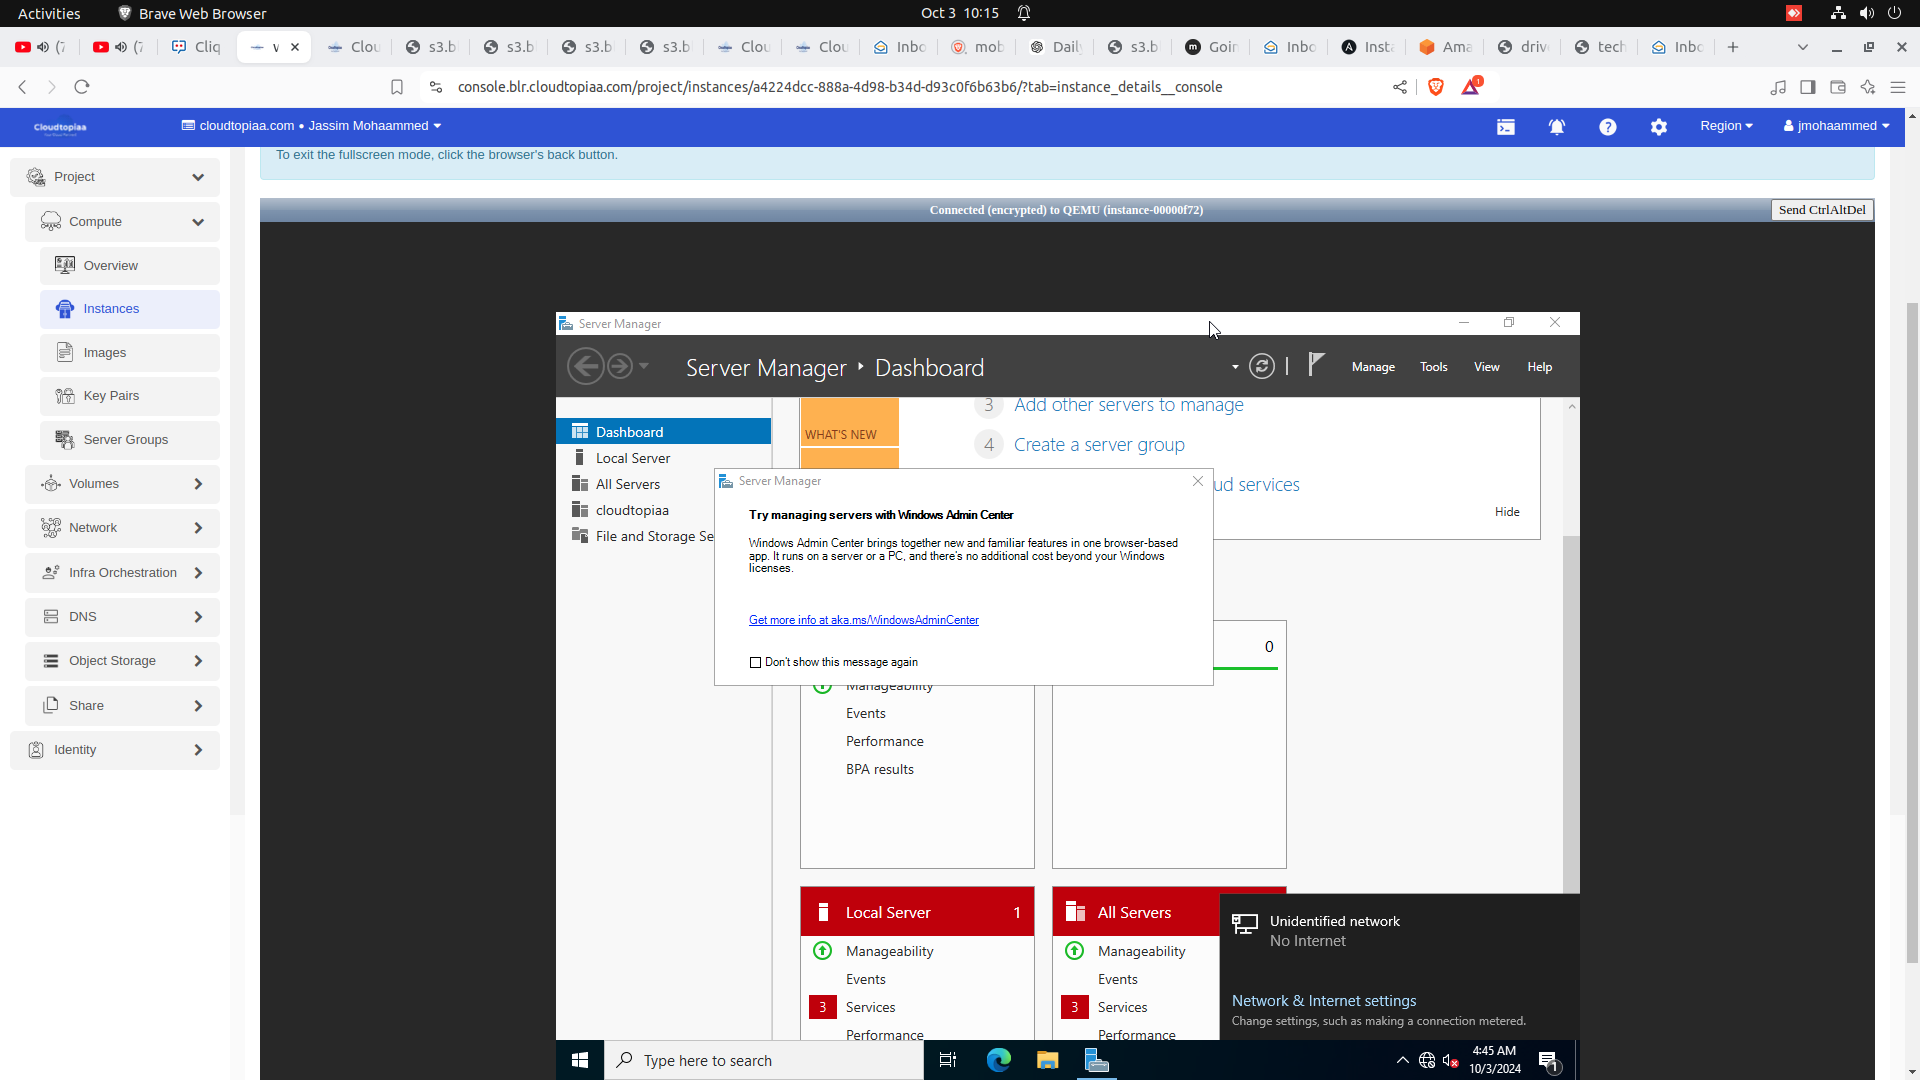 Activities
Brave Web Browser
Oct 3 10:15
(7
(7
Cliq
Clou
s3.b
s3.b
s3.b
s3.b
Clou
Clou
Inbo
mob
Daily
s3.b
Goin
Inbo
Insta
Ama
drive
tech
Inbo
console.blr.cloudtopiaa.com/project/instances/a4224dcc-888a-4d98-b34d-d93c0f6b63b6/?tab=instance_details__console
1
Cloudtopiaa
cloudtopiaa.com • Jassim Mohaammed
Region
jmohaammed
To exit the fullscreen mode, click the browser's back button.
Project
Compute
Overview
Instances
Images
Key Pairs
Server Groups
Volumes
Network
Infra Orchestration
DNS
Object Storage
Share
Identity
Connected (encrypted) to QEMU (instance-00000f72)
Send CtrlAltDel
Server Manager
Server Manager
Dashboard
Manage
Tools
View
Help
Dashboard
Local Server
All Servers
cloudtopiaa
File and Storage Se
WHAT'S NEW
3 Add other servers to manage
4 Create a server group
ud services
Hide
Server Manager
Try managing servers with Windows Admin Center
Windows Admin Center brings together new and familiar features in one browser-based
app. It runs on a server or a PC, and there's no additional cost beyond your Windows
licenses.
Get more info at aka.ms/WindowsAdminCenter
Don't show this message again
0
Manageability
Events
Performance
BPA results
Local Server 1
Manageability
Events
3 Services
Performance
All Servers
Manageability
Events
3 Services
Performance
Unidentified network
No Internet
Network & Internet settings
Change settings, such as making a connection metered.
Type here to search
4:45 AM
10/3/2024
1